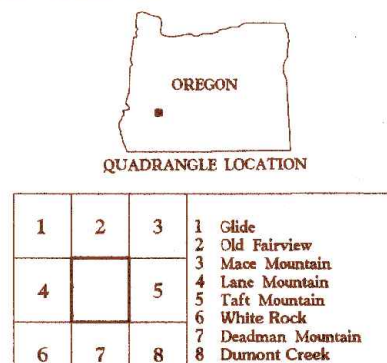 OREGON
QUADRANGLE LOCATION
1 2 3
4 5
6 7 8
1 Glide
2 Old Fairview
3 Mace Mountain
4 Lane Mountain
5 Taft Mountain
6 White Rock
7 Deadman Mountain
8 Dumont Creek